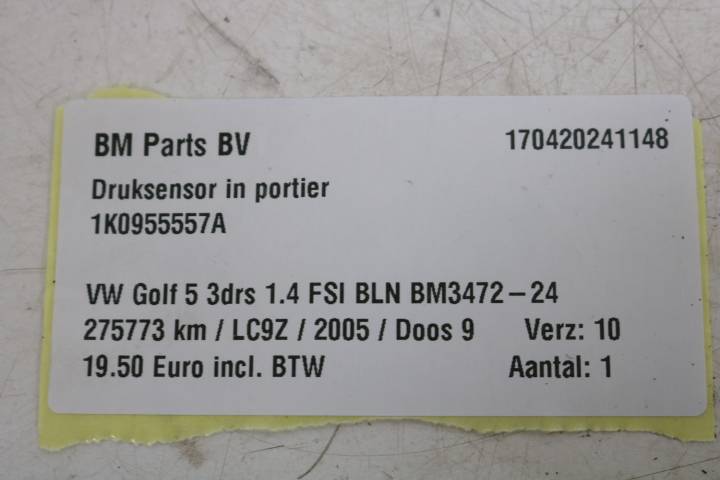 BM Parts BV 170420241148
Druksensor in portier
1K0955557A
VW Golf 5 3drs 1.4 FSI BLN BM3472-24
275773 km / LC9Z / 2005 / Doos 9 Verz: 10
19.50 Euro incl. BTW Aantal: 1